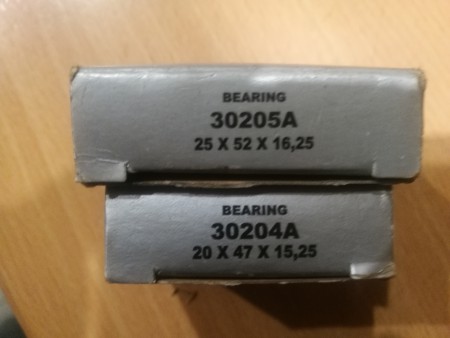 BEARING
30205A
25 X 52 X 16,25
BEARING
30204A
20 X 47 X 15,25